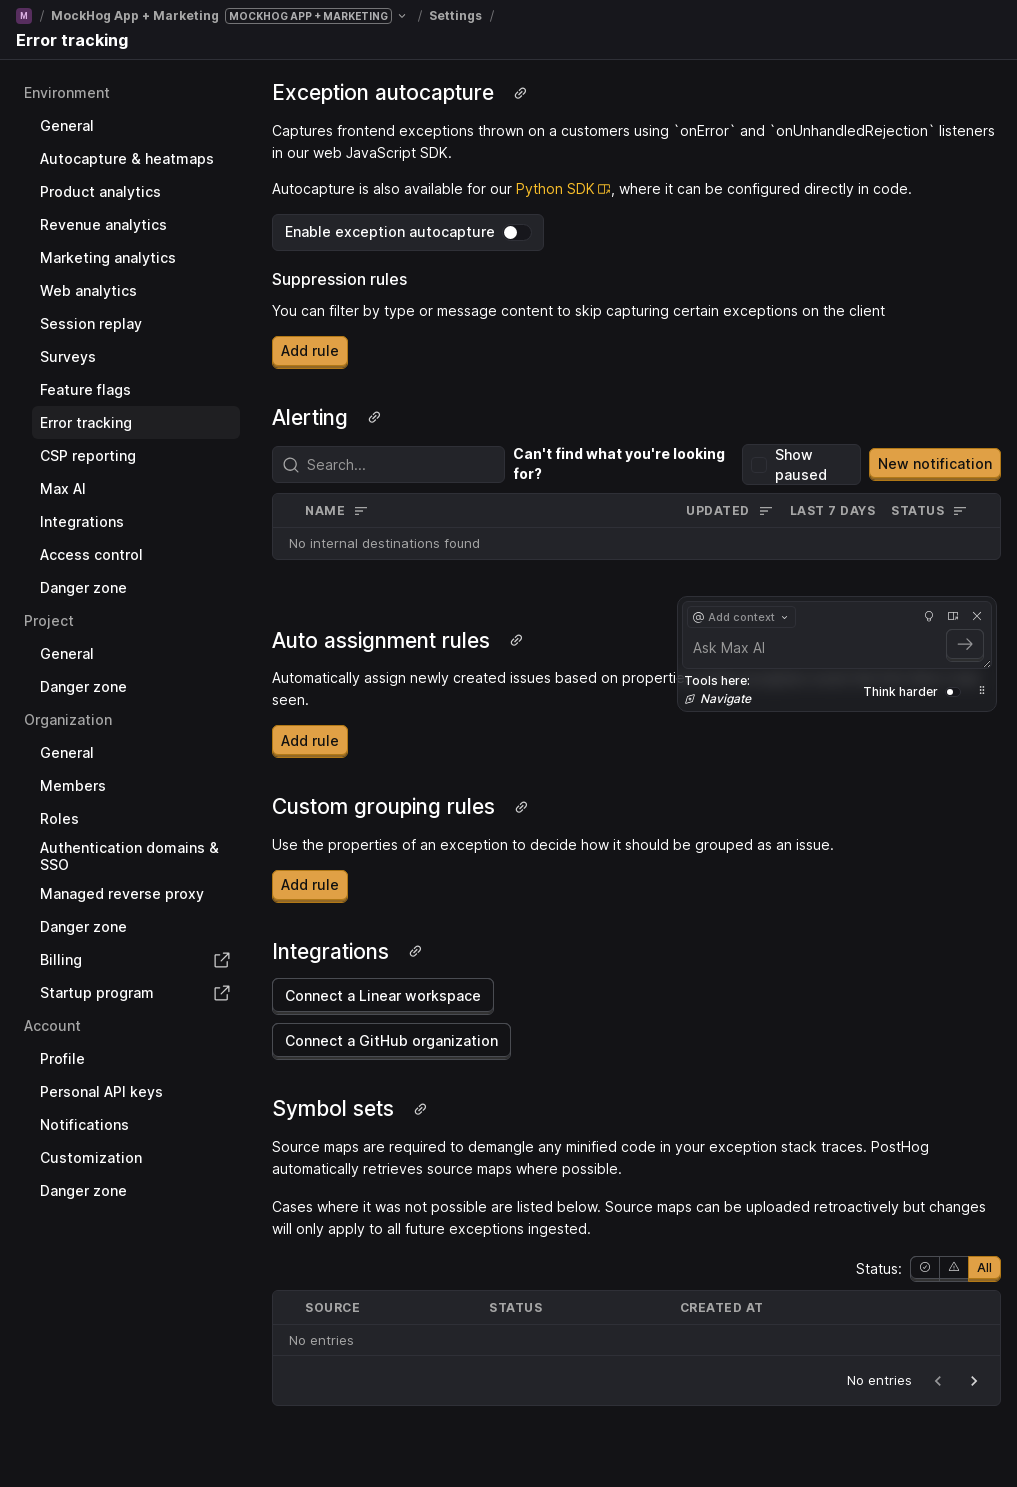 M / MockHog App + Marketing MOCKHOG APP + MARKETING / Settings /
Error tracking
Environment
General
Autocapture & heatmaps
Product analytics
Revenue analytics
Marketing analytics
Web analytics
Session replay
Surveys
Feature flags
Error tracking
CSP reporting
Max AI
Integrations
Access control
Danger zone
Project
General
Danger zone
Organization
General
Members
Roles
Authentication domains &
SSO
Managed reverse proxy
Danger zone
Billing
Startup program
Account
Profile
Personal API keys
Notifications
Customization
Danger zone
Exception autocapture
Captures frontend exceptions thrown on a customers using `onError` and `onUnhandledRejection` listeners
in our web JavaScript SDK.
Autocapture is also available for our Python SDK, where it can be configured directly in code.
Enable exception autocapture
Suppression rules
You can filter by type or message content to skip capturing certain exceptions on the client
Add rule
Alerting
Search...
Can't find what you're looking
for?
Show
paused
New notification
NAME UPDATED LAST 7 DAYS STATUS
No internal destinations found
Auto assignment rules
Automatically assign newly created issues based on propertie
seen.
Add rule
@ Add context
Ask Max AI
Tools here:
Navigate
Think harder
Custom grouping rules
Use the properties of an exception to decide how it should be grouped as an issue.
Add rule
Integrations
Connect a Linear workspace
Connect a GitHub organization
Symbol sets
Source maps are required to demangle any minified code in your exception stack traces. PostHog
automatically retrieves source maps where possible.
Cases where it was not possible are listed below. Source maps can be uploaded retroactively but changes
will only apply to all future exceptions ingested.
Status: All
SOURCE STATUS CREATED AT
No entries
No entries